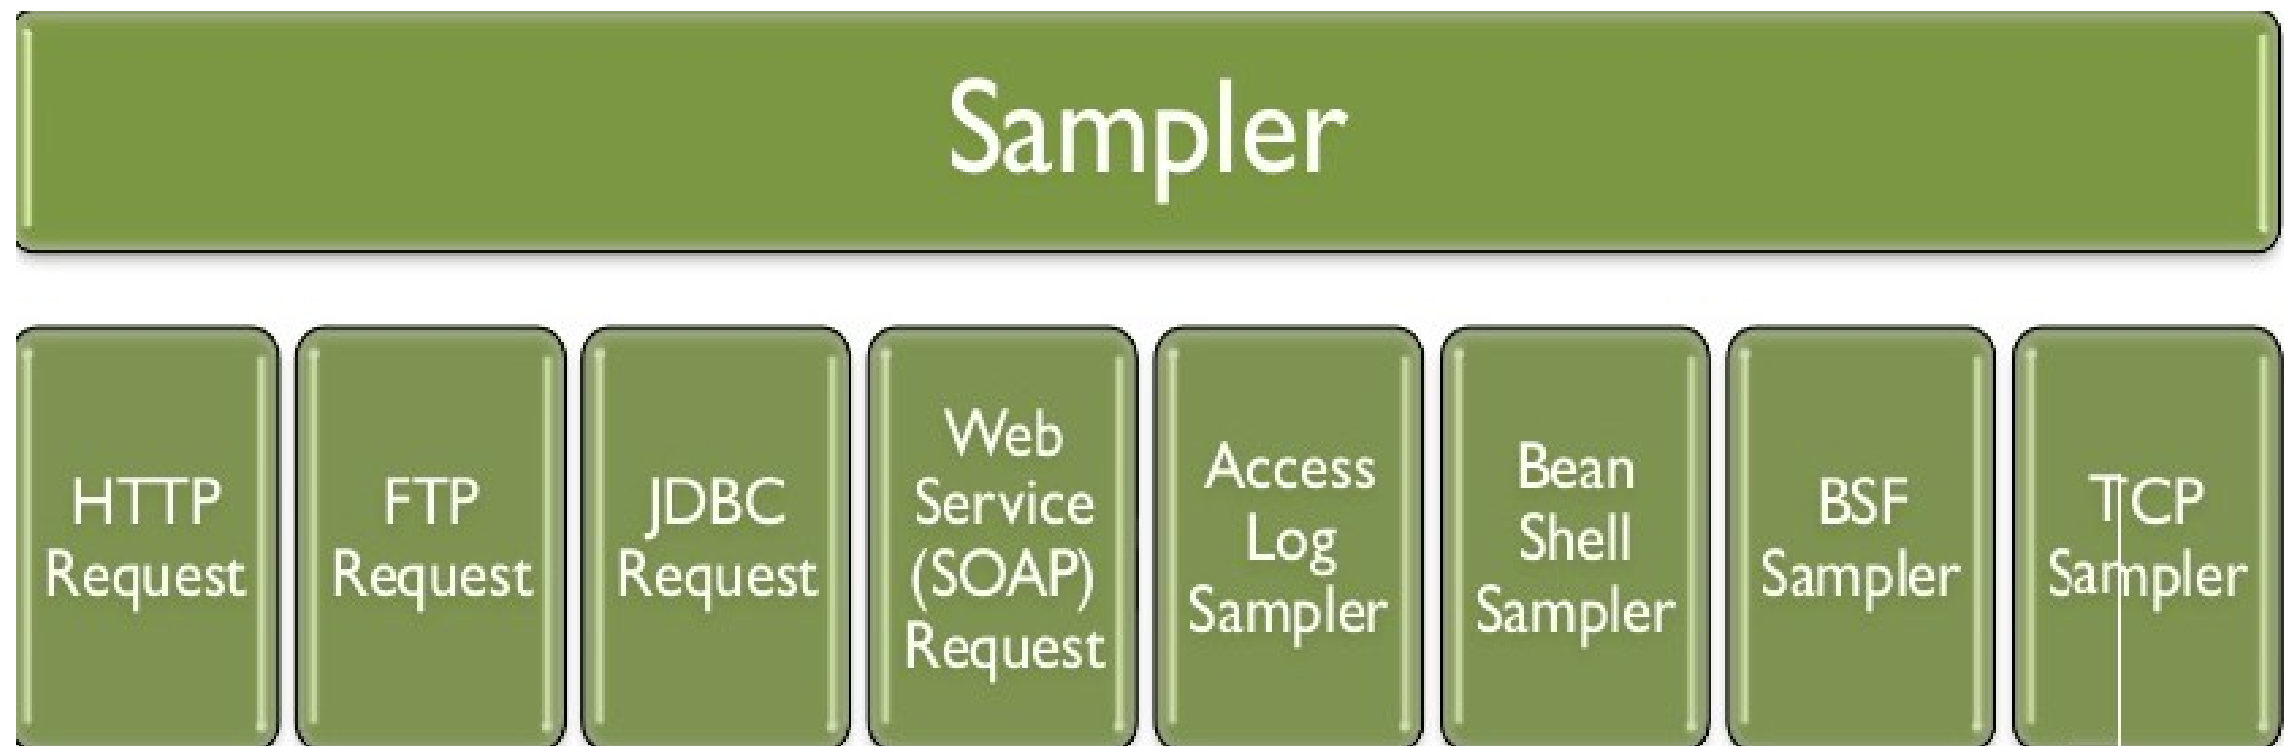 Sampler
HTTP
Request
FTP
Request
JDBC
Request
Web
Service
(SOAP)
Request
Access
Log
Sampler
Bean
Shell
Sampler
BSF
Sampler
TCP
Sampler